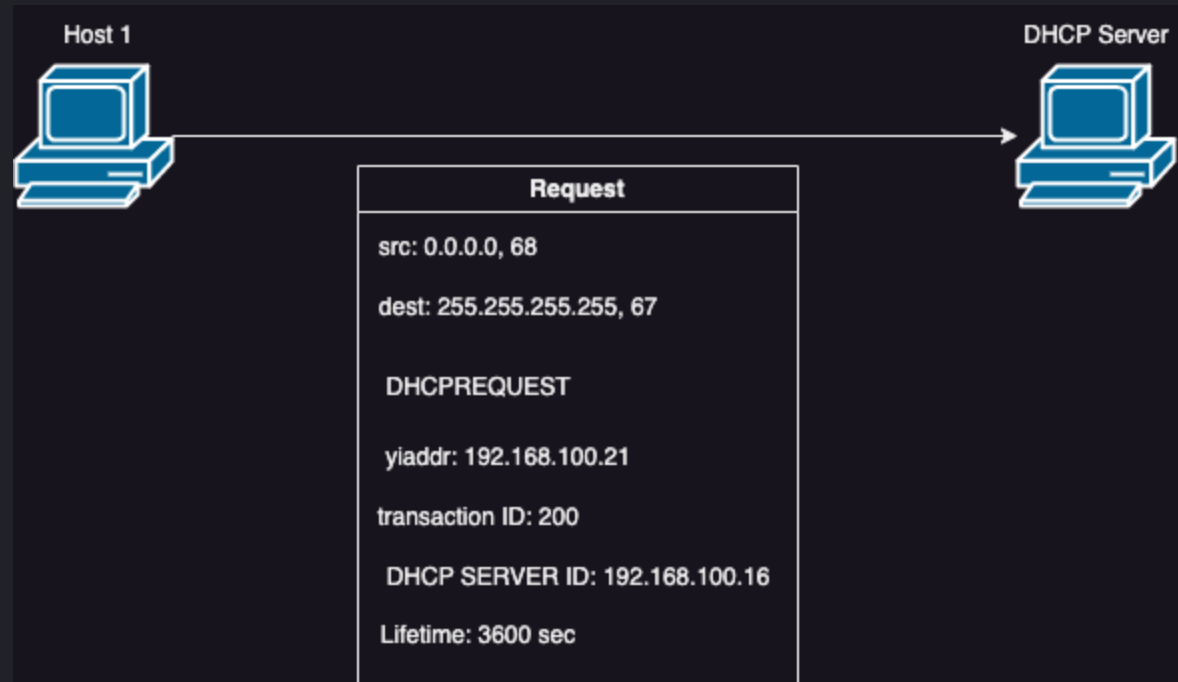 Host 1
DHCP Server
Request
src: 0.0.0.0, 68
dest: 255.255.255.255, 67
DHCPREQUEST
yiaddr: 192.168.100.21
transaction ID: 200
DHCP SERVER ID: 192.168.100.16
Lifetime: 3600 sec